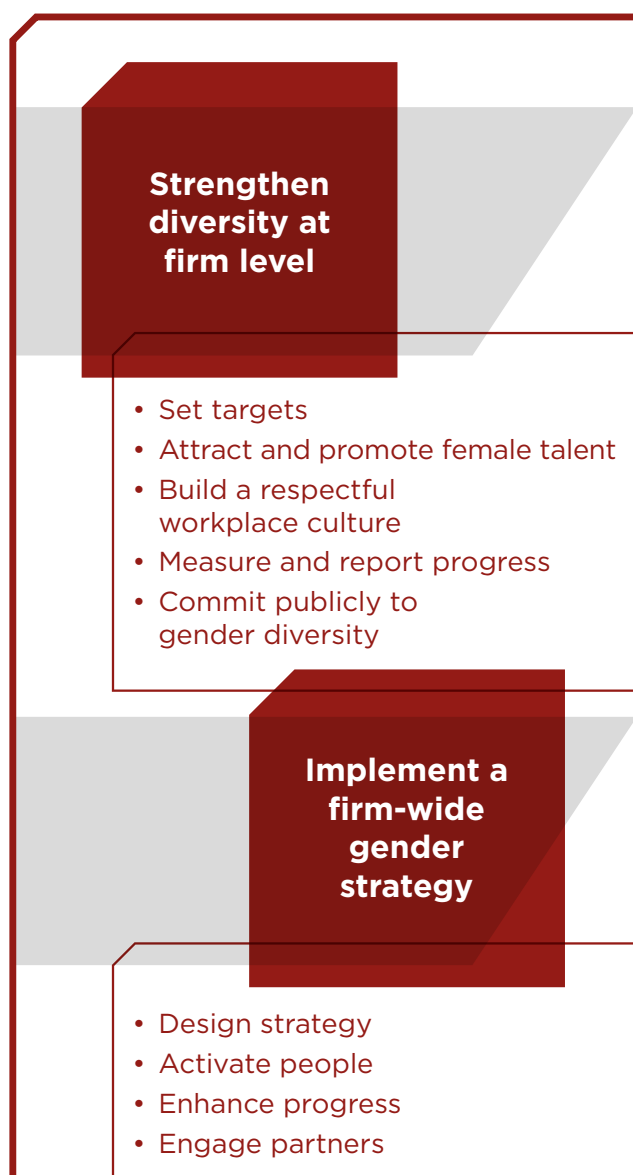 Strengthen
diversity at
firm level
• Set targets
• Attract and promote female talent
• Build a respectful
workplace culture
• Measure and report progress
• Commit publicly to
gender diversity
Implement a
firm-wide
gender
strategy
• Design strategy
• Activate people
• Enhance progress
• Engage partners